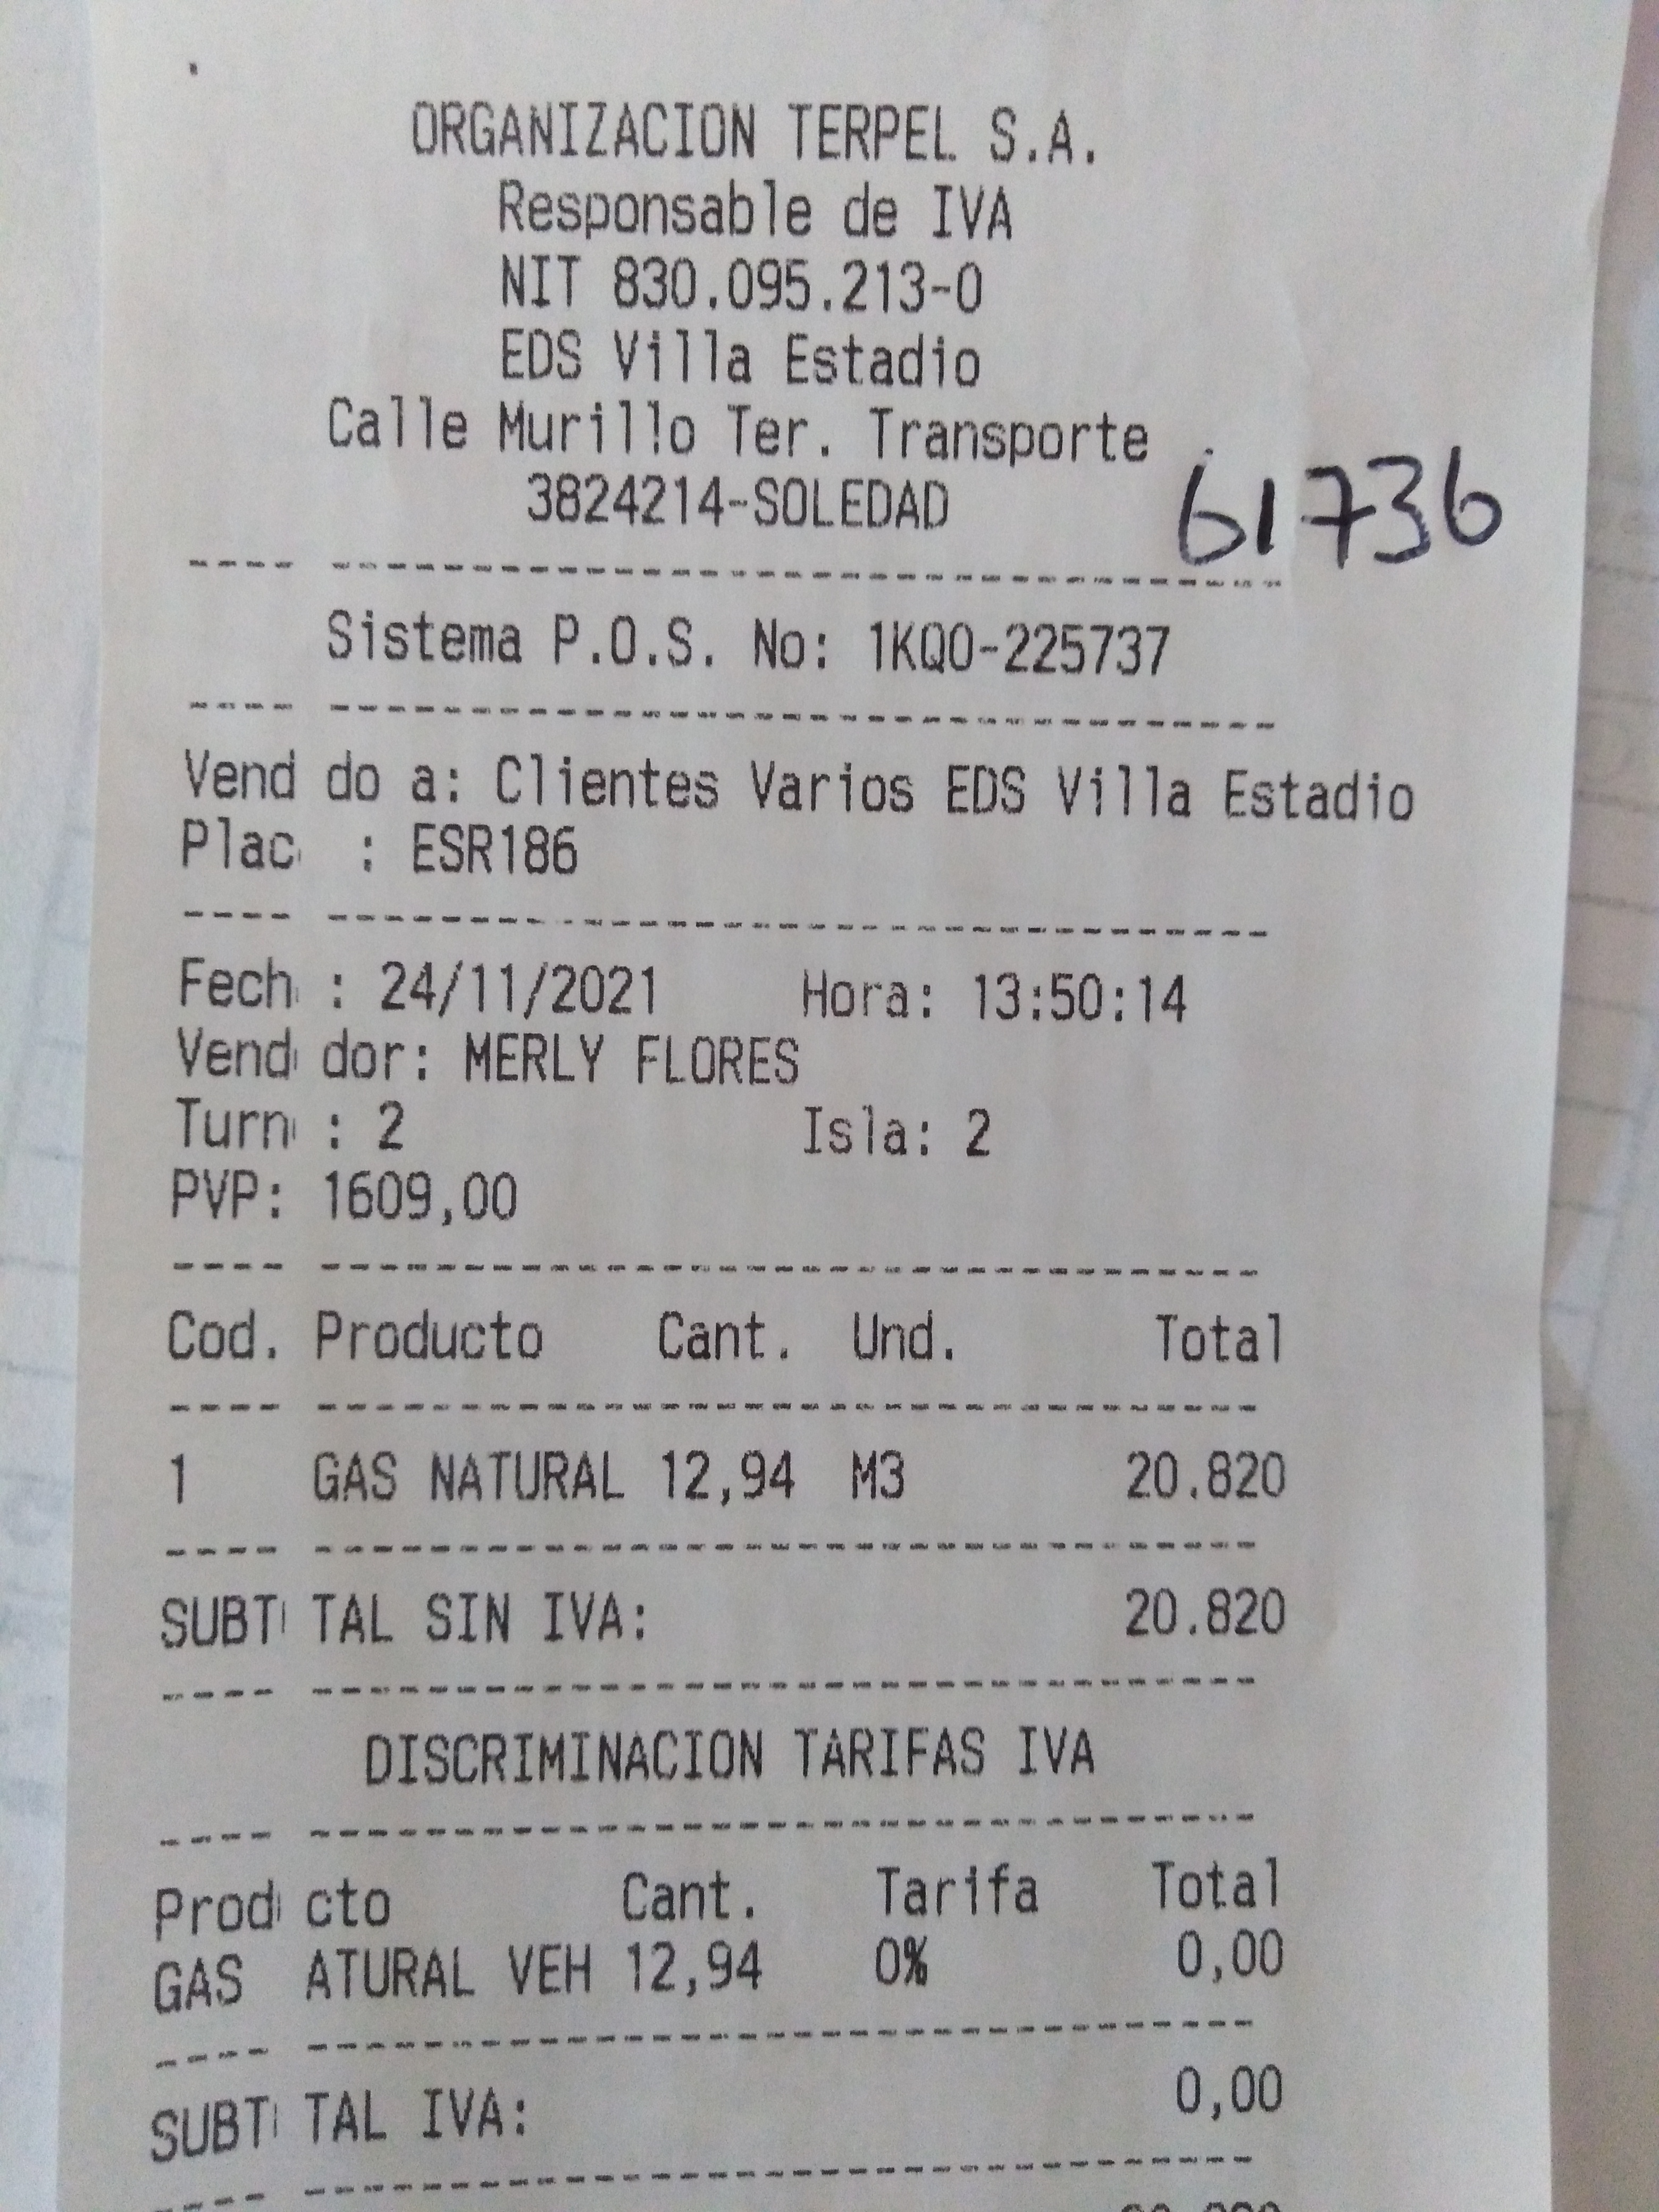 ORGANIZACION TERPEL S.A.
Responsable de IVA
NIT 830.095.213-0
EDS Villa Estadio
Calle Murillo Ter. Transporte
3824214-SOLEDAD
61736
Sistema P.O.S. No: 1KQ0-225737
Vend do a: Clientes Varios EDS Villa Estadio
Plac : ESR186
Fech : 24/11/2021 Hora: 13:50:14
Vend dor: MERLY FLORES
Turn : 2 Isla: 2
PVP: 1609,00
Cod. Producto Cant. Und. Total
1 GAS NATURAL 12,94 M3 20.820
SUBT TAL SIN IVA: 20.820
DISCRIMINACION TARIFAS IVA
Prod cto Cant. Tarifa Total
GAS ATURAL VEH 12,94 0% 0,00
SUBT TAL IVA: 0,00